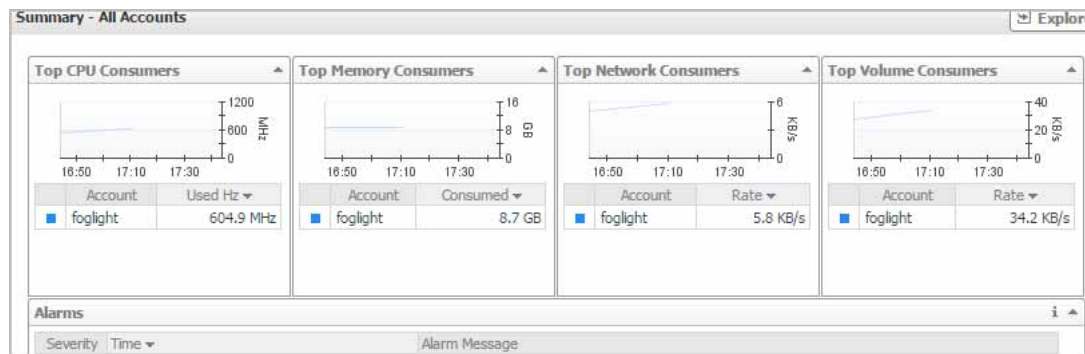 Summary - All Accounts
Explor
Top CPU Consumers
1200
600
0
MHz
16:50 17:10 17:30
Account Used Hz
foglight 604.9 MHz
Top Memory Consumers
16
8
0
GB
16:50 17:10 17:30
Account Consumed
foglight 8.7 GB
Top Network Consumers
6
0
KB/s
16:50 17:10 17:30
Account Rate
foglight 5.8 KB/s
Top Volume Consumers
40
20
0
KB/s
16:50 17:10 17:30
Account Rate
foglight 34.2 KB/s
Alarms
i
Severity Time Alarm Message